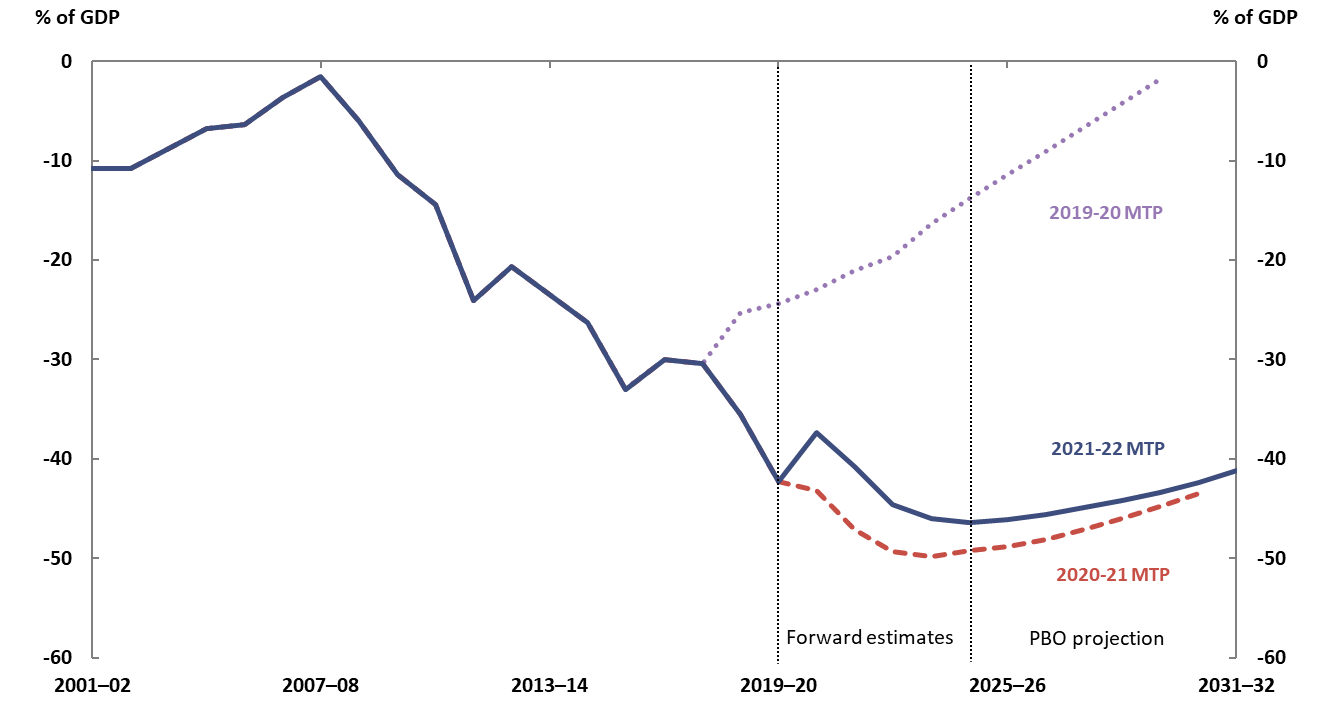 % of GDP % of GDP
0 0
-10 -10
2019-20 MTP
-20 -20
-30 -30
2021-22 MTP
-40 -40
-50 -50
2020-21 MTP
Forward estimates PBO projection
-60 -60
2001–02 2007–08 2013–14 2019–20 2025–26 2031–32